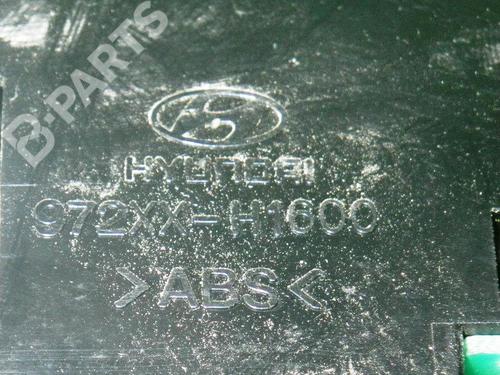 B-PARTS
HYUNDAI
972XX-H1600
>ABS<